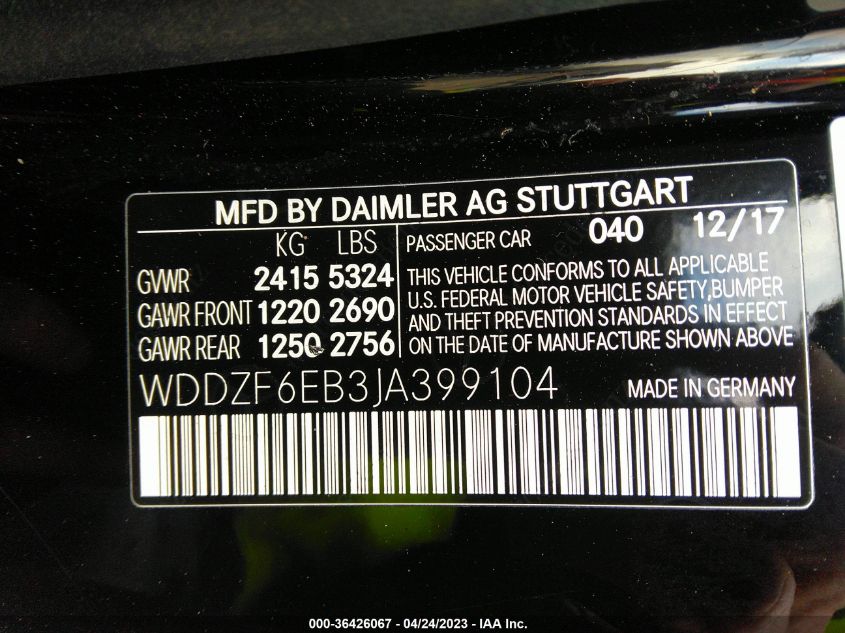 MFD BY DAIMLER AG STUTTGART
KG LBS PASSENGER CAR 040 12/17
GVWR 2415 5324
GAWR FRONT 1220 2690
GAWR REAR 1250 2756
THIS VEHICLE CONFORMS TO ALL APPLICABLE
U.S. FEDERAL MOTOR VEHICLE SAFETY,BUMPER
AND THEFT PREVENTION STANDARDS IN EFFECT
ON THE DATE OF MANUFACTURE SHOWN ABOVE
WDDZF6EB3JA399104 MADE IN GERMANY
000-36426067 - 04/24/2023 - IAA Inc.